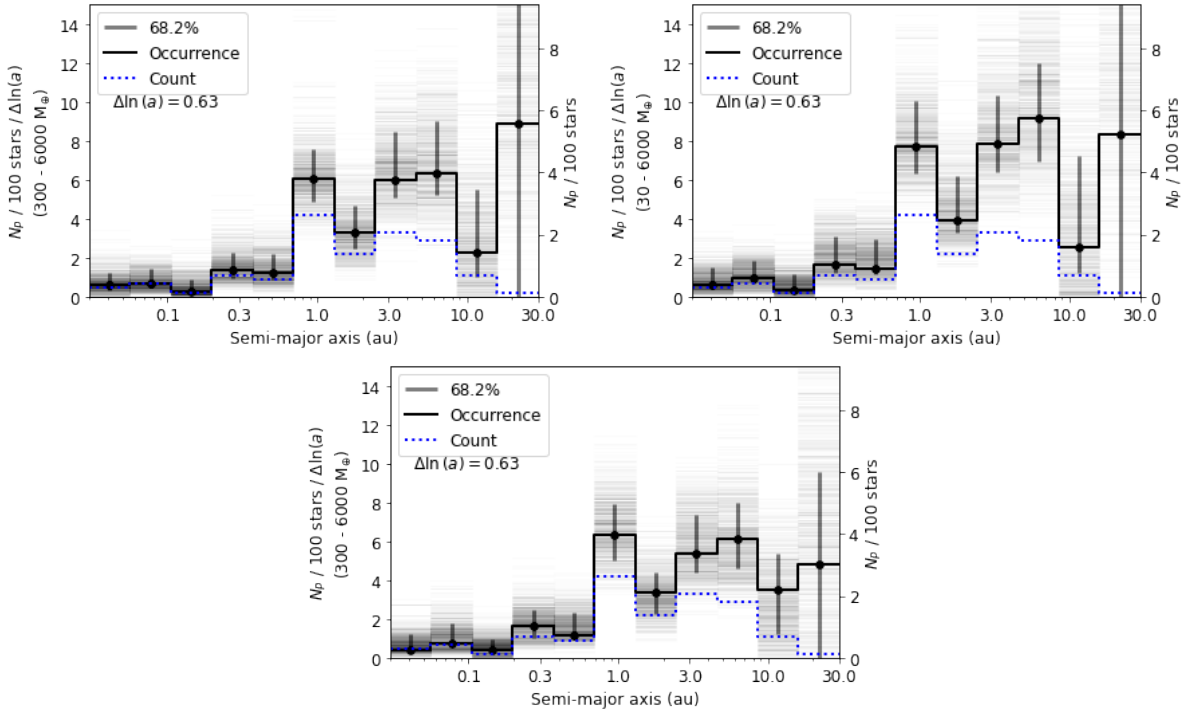 N_p / 100 stars / Δln(a)
(300 - 6000 M⊕)
14
12
10
8
6
4
2
0
68.2%
Occurrence
Count
Δln (a) = 0.63
0.1
0.3
1.0
3.0
10.0
30.0
Semi-major axis (au)
8
6
4
2
0
N_p / 100 stars
N_p / 100 stars / Δln(a)
(30 - 6000 M⊕)
14
12
10
8
6
4
2
0
68.2%
Occurrence
Count
Δln (a) = 0.63
0.1
0.3
1.0
3.0
10.0
30.0
Semi-major axis (au)
8
6
4
2
0
N_p / 100 stars
N_p / 100 stars / Δln(a)
(300 - 6000 M⊕)
14
12
10
8
6
4
2
0
68.2%
Occurrence
Count
Δln (a) = 0.63
0.1
0.3
1.0
3.0
10.0
30.0
Semi-major axis (au)
8
6
4
2
0
N_p / 100 stars